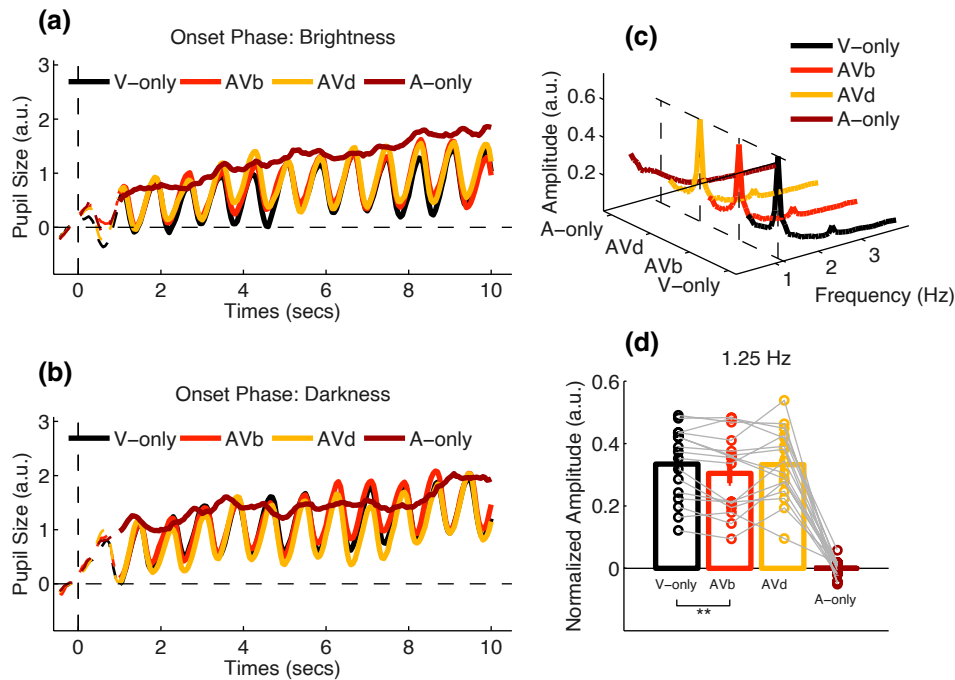 (a)
Onset Phase: Brightness
V-only AVb AVd A-only
Pupil Size (a.u.)
3
2
1
0
0 2 4 6 8 10
Times (secs)
(b)
Onset Phase: Darkness
V-only AVb AVd A-only
Pupil Size (a.u.)
3
2
1
0
0 2 4 6 8 10
Times (secs)
(c)
V-only
AVb
AVd
A-only
Amplitude (a.u.)
0.6
0.4
0.2
A-only
AVd
AVb
V-only
1 2 3
Frequency (Hz)
(d)
1.25 Hz
Normalized Amplitude (a.u.)
0.6
0.4
0.2
0
V-only AVb AVd A-only
**